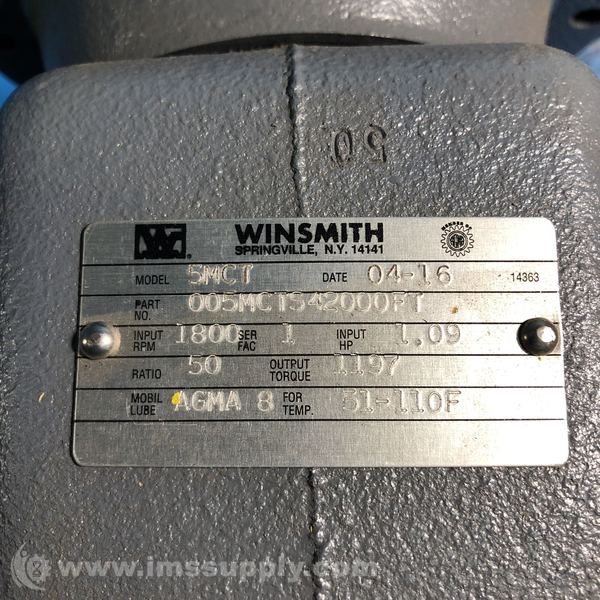 50
WINSMITH
SPRINGVILLE, N.Y. 14141
MODEL 5MCT DATE 04-16 14363
PART NO. 005MCTS42000FT
INPUT RPM 1800 SER FAC 1 INPUT HP 1.09
RATIO 50 OUTPUT TORQUE 1197
MOBIL LUBE AGMA 8 FOR TEMP. 51-110F
www.imssupply.com